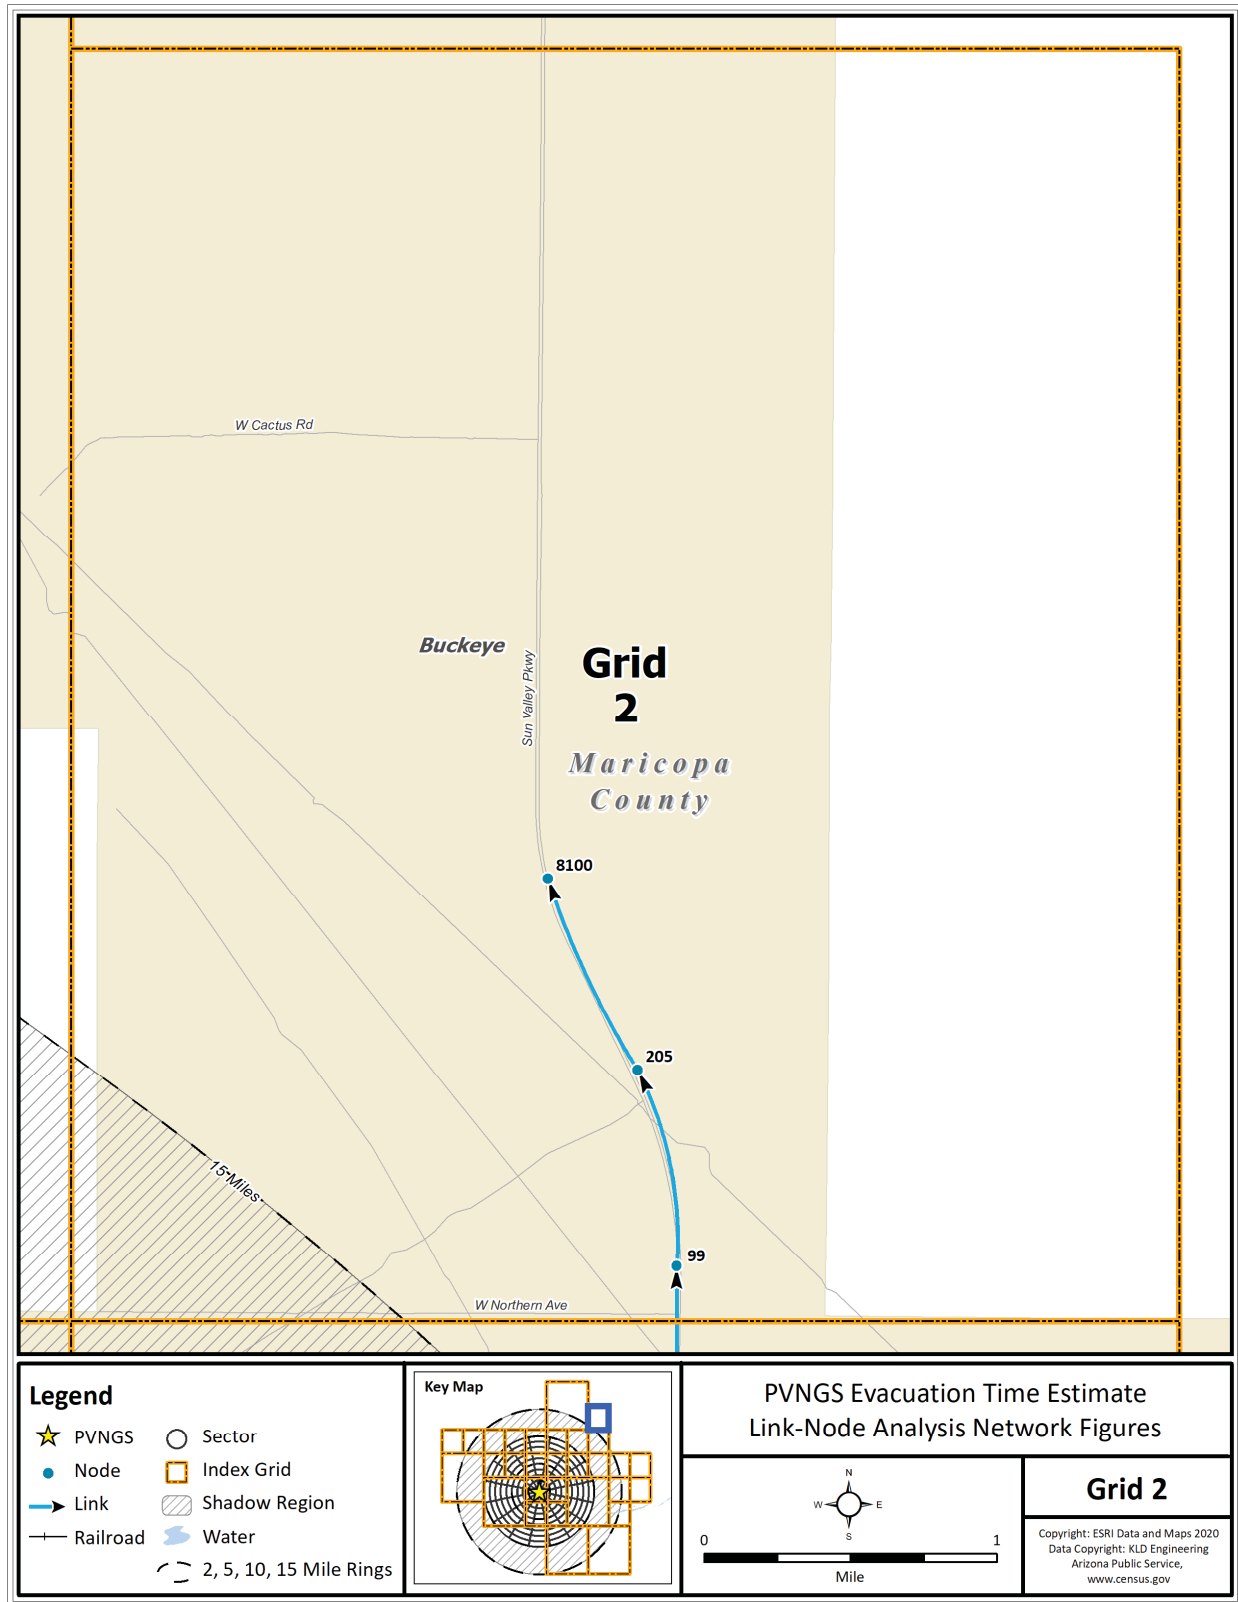 W Cactus Rd
Buckeye
Sun Valley Pkwy
Grid
2
Maricopa
County
8100
205
15 Miles
99
W Northern Ave
Legend
PVNGS
Sector
Node
Index Grid
Link
Shadow Region
Railroad
Water
2, 5, 10, 15 Mile Rings
Key Map
PVNGS Evacuation Time Estimate
Link-Node Analysis Network Figures
N
W
E
S
0
1
Mile
Grid 2
Copyright: ESRI Data and Maps 2020
Data Copyright: KLD Engineering
Arizona Public Service,
www.census.gov